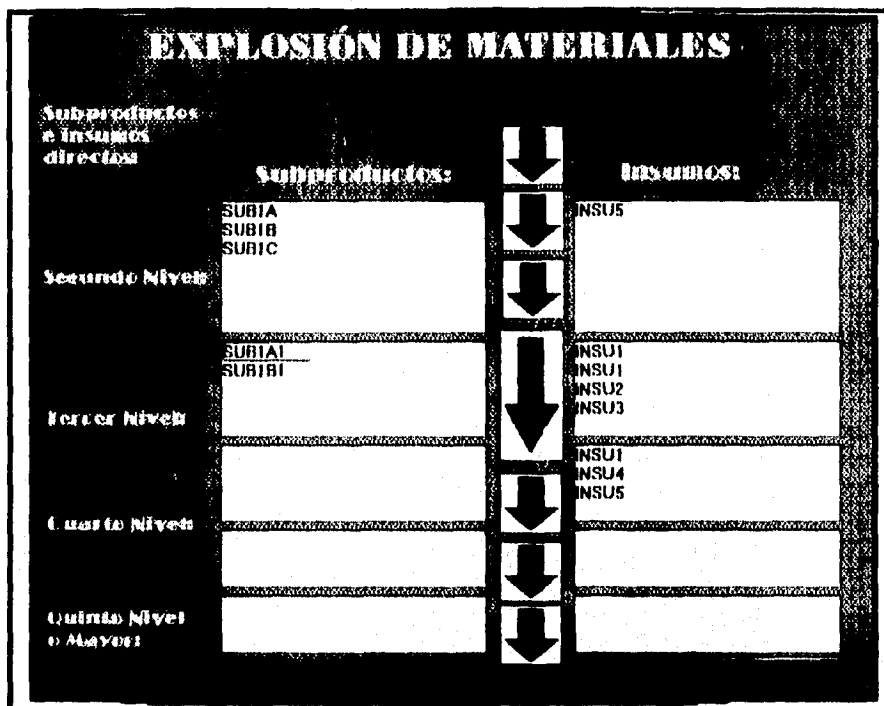 EXPLOSIÓN DE MATERIALES
Subproductos
e insumos
directos:
Subproductos:
Insumos:
SUB1A
SUB1B
SUB1C
INSU5
Segundo Nivel:
SUB1A1
SUB1B1
INSU1
INSU1
INSU2
INSU3
Tercer Nivel:
INSU1
INSU4
INSU5
Cuarto Nivel:
Quinto Nivel
o Mayor: